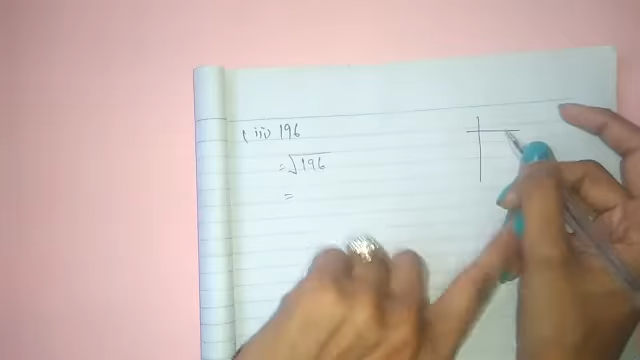 (iii) 196
= √196
=